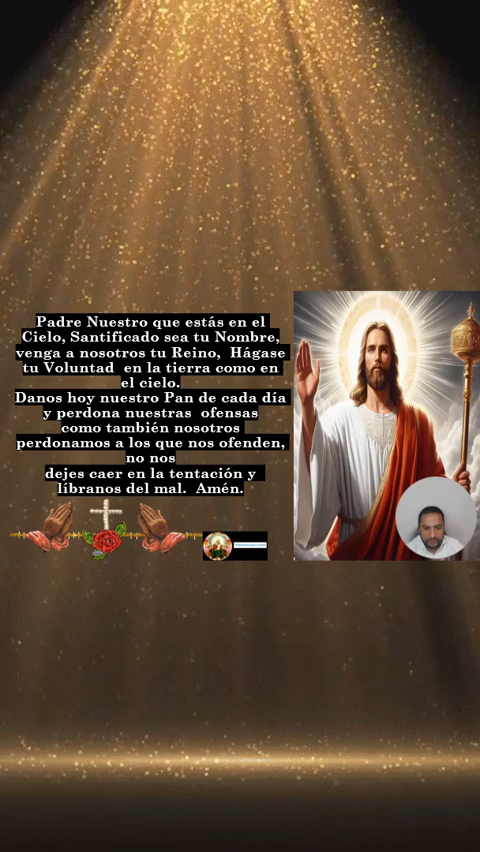 Padre Nuestro que estás en el
Cielo, Santificado sea tu Nombre,
venga a nosotros tu Reino, Hágase
tu Voluntad en la tierra como en
el cielo.
Danos hoy nuestro Pan de cada día
y perdona nuestras ofensas
como también nosotros
perdonamos a los que nos ofenden,
no nos
dejes caer en la tentación y
líbranos del mal. Amén.